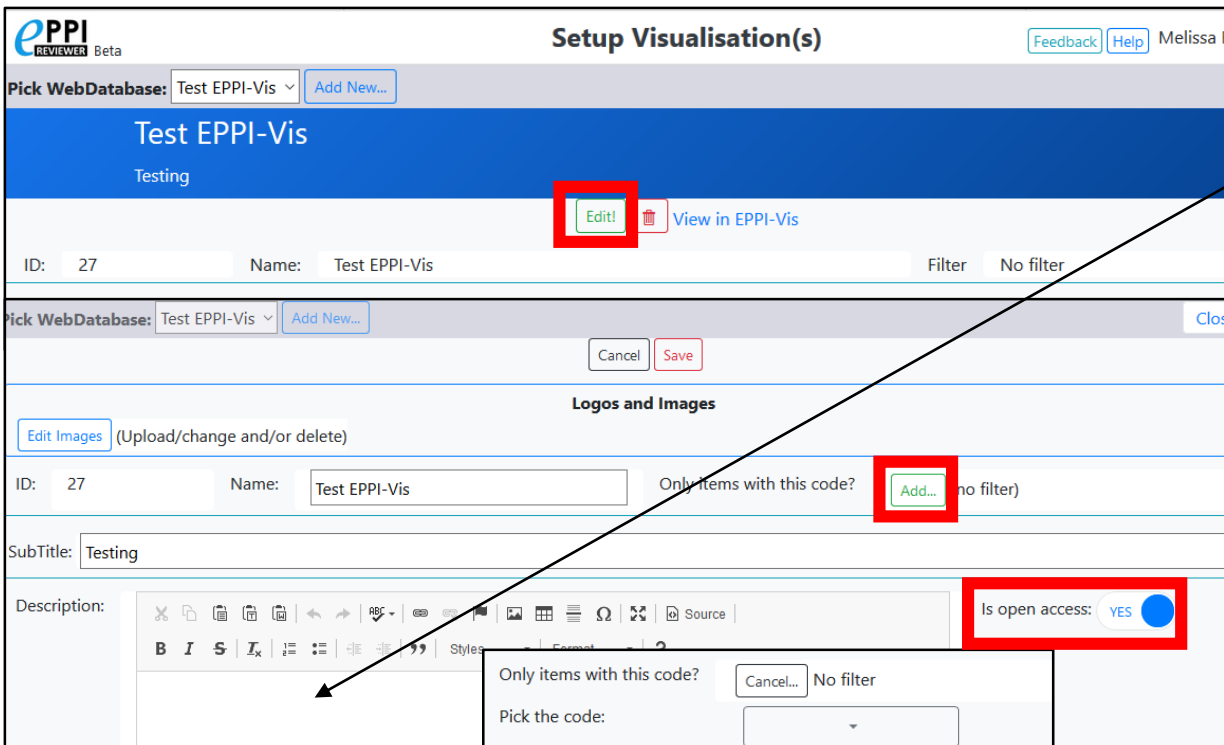 ePPI REVIEWER Beta Setup Visualisation(s) Feedback Help Melissa
Pick WebDatabase: Test EPPI-Vis Add New...
Test EPPI-Vis
Testing
Edit! View in EPPI-Vis
ID: 27 Name: Test EPPI-Vis Filter No filter
Pick WebDatabase: Test EPPI-Vis Add New... Clos
Cancel Save
Logos and Images
Edit Images (Upload/change and/or delete)
ID: 27 Name: Test EPPI-Vis Only items with this code? Add... no filter)
SubTitle: Testing
Description: ABC Ω Source Is open access: YES
B I S Ix Styles Format ?
Only items with this code? Cancel... No filter
Pick the code: